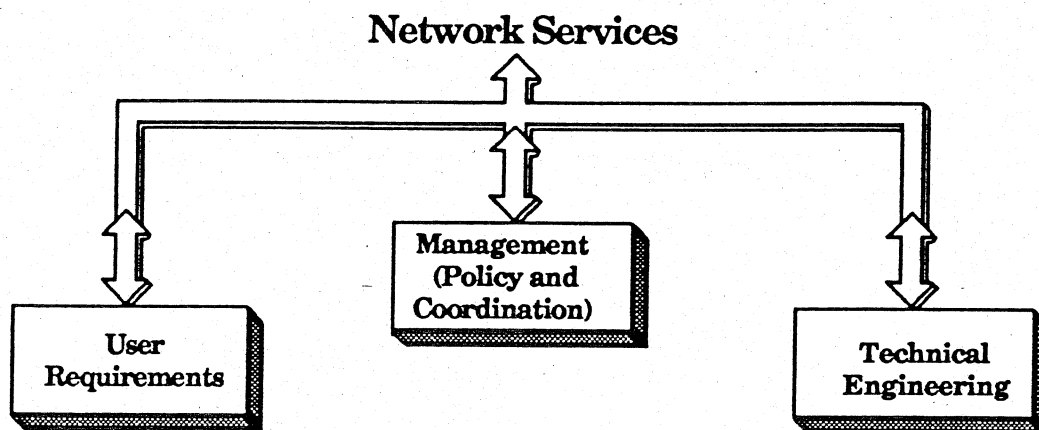 Network Services
Management
(Policy and
Coordination)
User
Requirements
Technical
Engineering